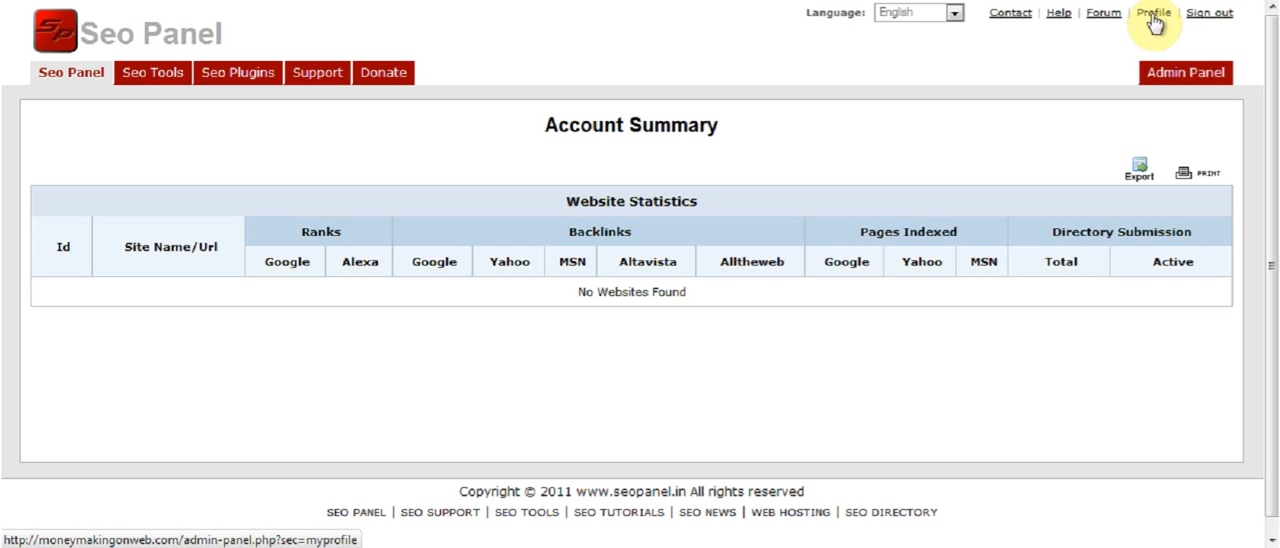 Language: English Contact | Help | Forum | Profile | Sign out
SP Seo Panel
Seo Panel Seo Tools Seo Plugins Support Donate Admin Panel
Account Summary
Export PRINT
Website Statistics
Id Site Name/Url Ranks Backlinks Pages Indexed Directory Submission
Google Alexa Google Yahoo MSN Altavista Alltheweb Google Yahoo MSN Total Active
No Websites Found
Copyright © 2011 www.seopanel.in All rights reserved
SEO PANEL | SEO SUPPORT | SEO TOOLS | SEO TUTORIALS | SEO NEWS | WEB HOSTING | SEO DIRECTORY
http://moneymakingonweb.com/admin-panel.php?sec=myprofile